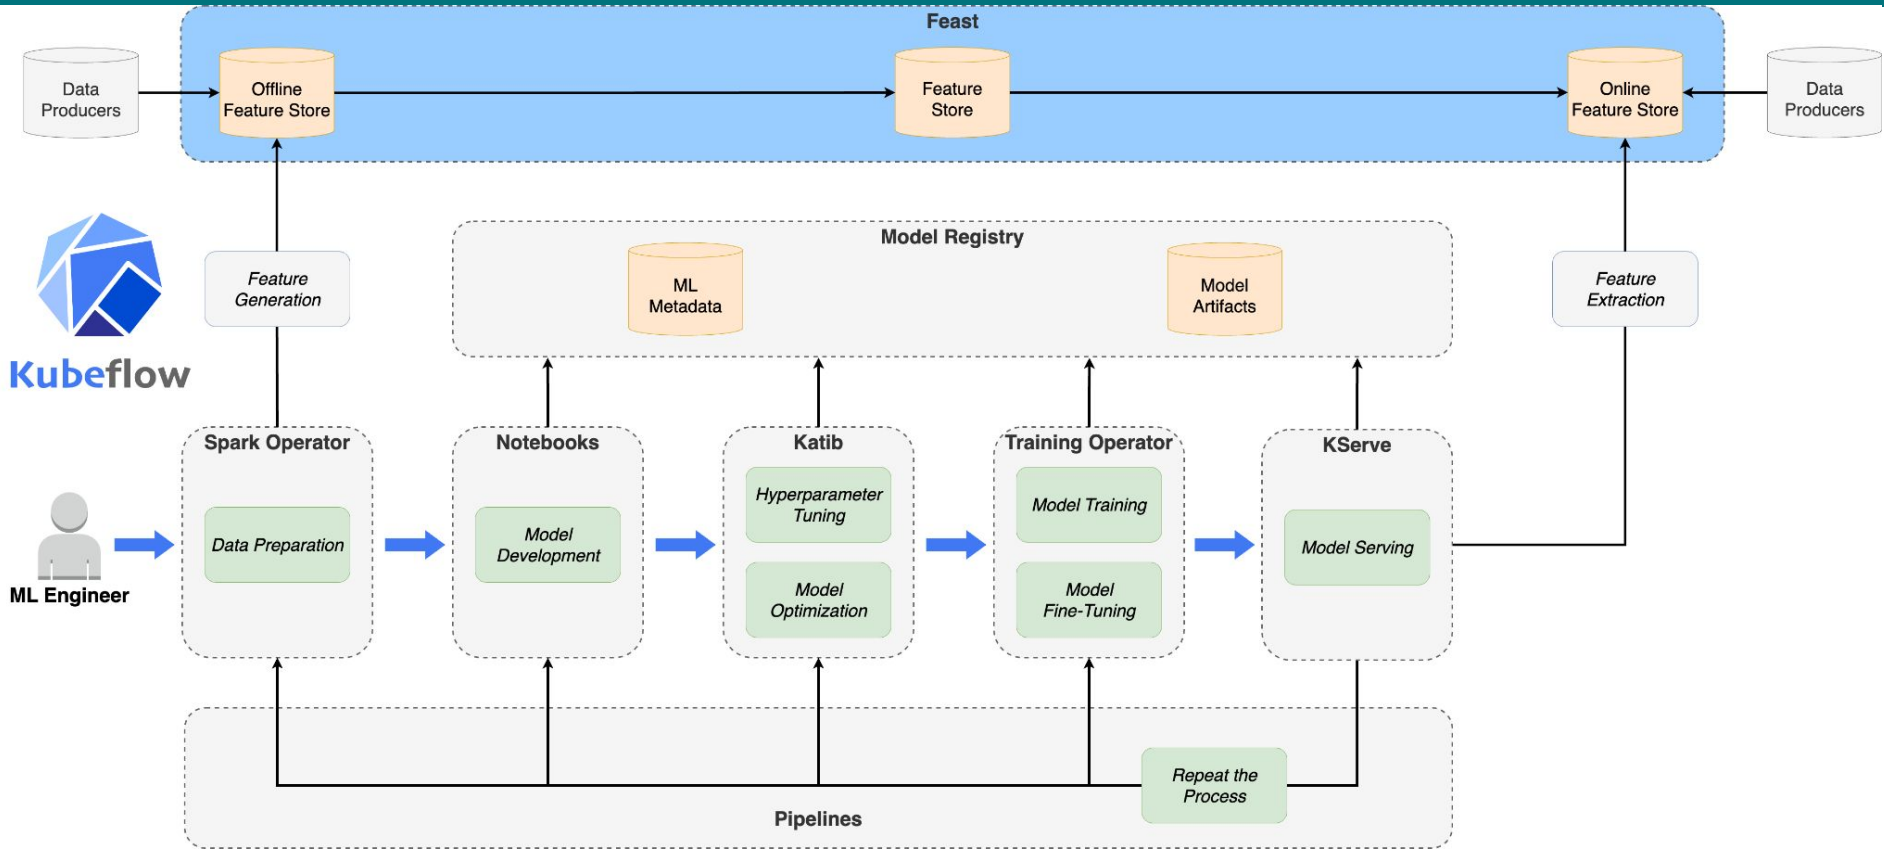 Feast
Data
Producers
Offline
Feature Store
Feature
Store
Online
Feature Store
Data
Producers
Feature
Generation
Model Registry
ML
Metadata
Model
Artifacts
Feature
Extraction
Kubeflow
Spark Operator
Notebooks
Katib
Training Operator
KServe
Data Preparation
Model
Development
Hyperparameter
Tuning
Model
Optimization
Model Training
Model
Fine-Tuning
Model Serving
ML Engineer
Repeat the
Process
Pipelines